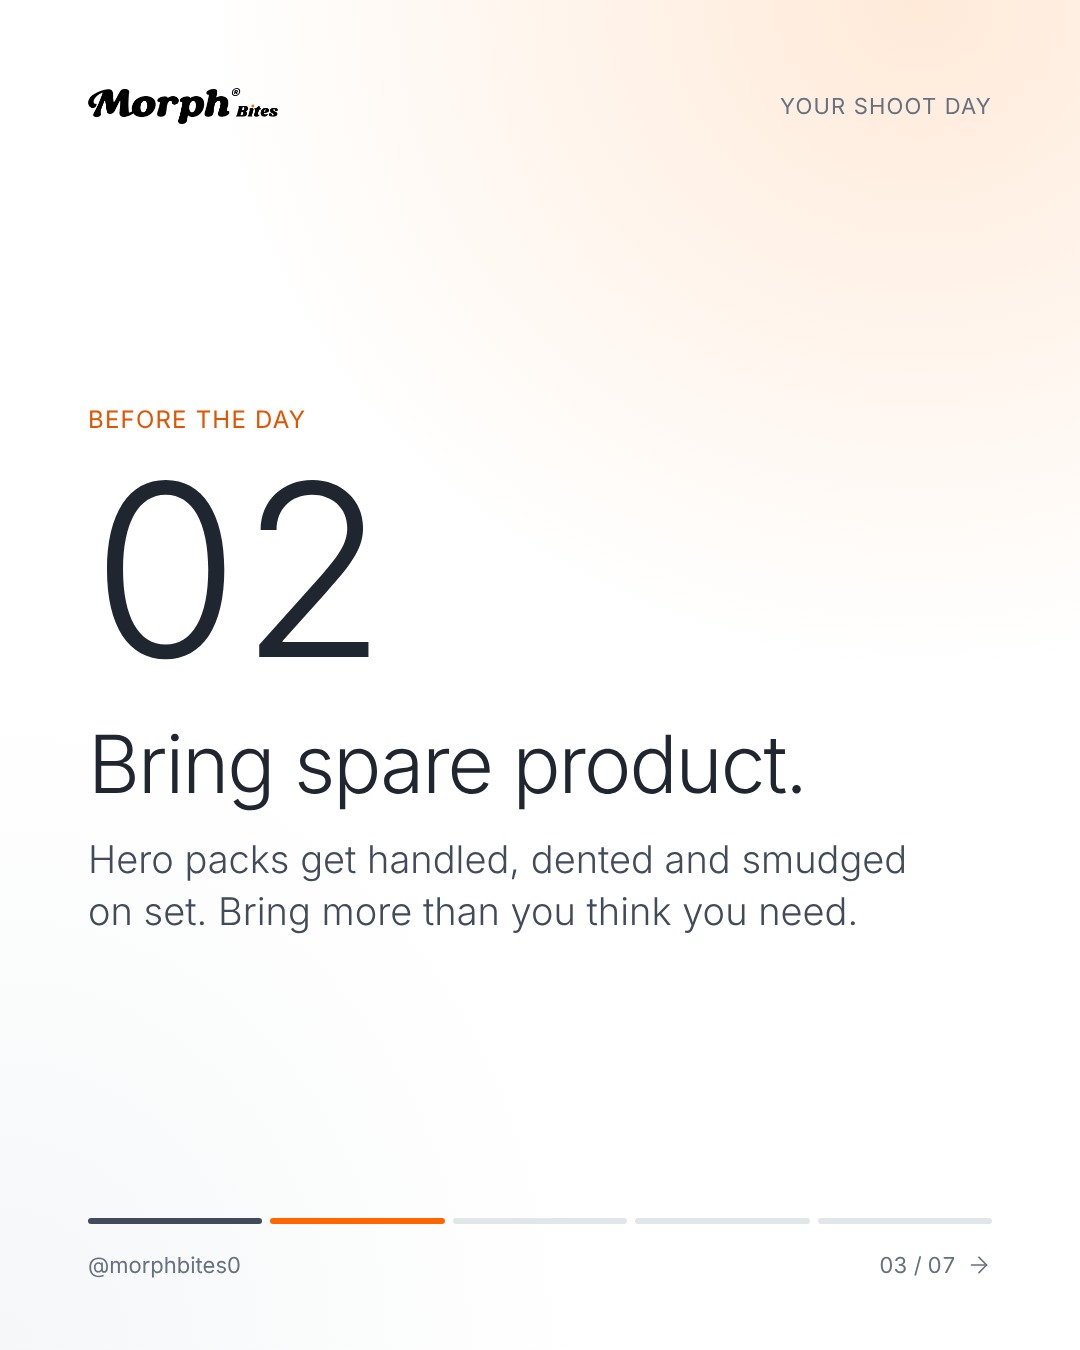 Morph® Bites
YOUR SHOOT DAY
BEFORE THE DAY
02
Bring spare product.
Hero packs get handled, dented and smudged
on set. Bring more than you think you need.
@morphbites0
03 / 07 →